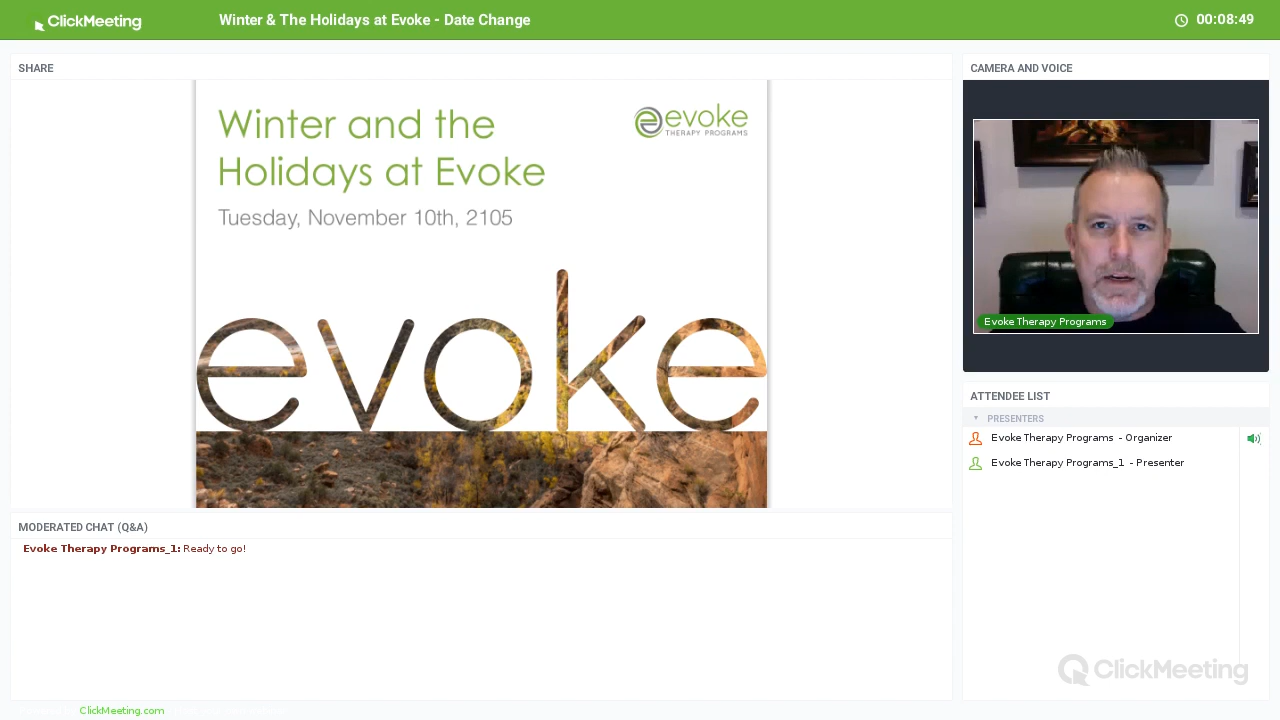 ClickMeeting
Winter & The Holidays at Evoke - Date Change
00:08:49
SHARE
Winter and the
Holidays at Evoke
Tuesday, November 10th, 2105
evoke
THERAPY PROGRAMS
evoke
CAMERA AND VOICE
Evoke Therapy Programs
ATTENDEE LIST
PRESENTERS
Evoke Therapy Programs - Organizer
Evoke Therapy Programs_1 - Presenter
MODERATED CHAT (Q&A)
Evoke Therapy Programs_1: Ready to go!
ClickMeeting
ClickMeeting.com